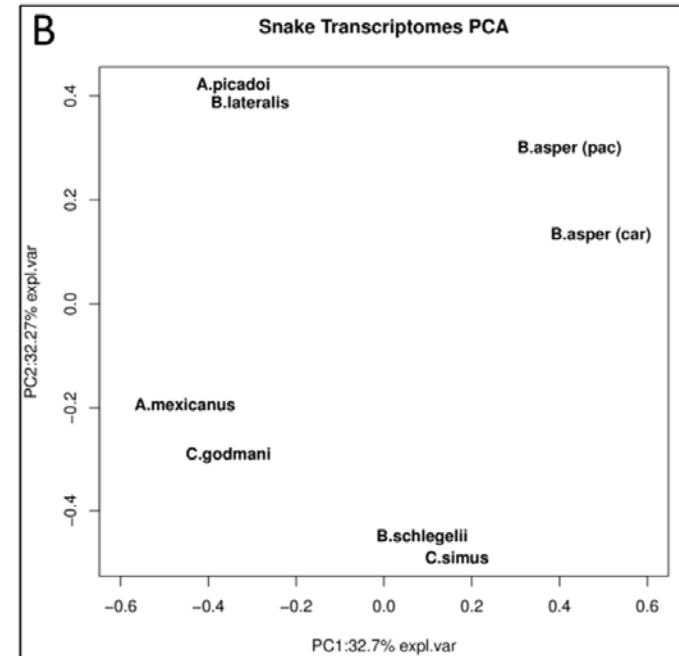 B
Snake Transcriptomes PCA
A.picadoi
B.lateralis
B.asper (pac)
B.asper (car)
A.mexicanus
C.godmani
B.schlegelii
C.simus
0.4
0.2
0.0
−0.2
−0.4
PC2:32.27% expl.var
−0.6 −0.4 −0.2 0.0 0.2 0.4 0.6
PC1:32.7% expl.var